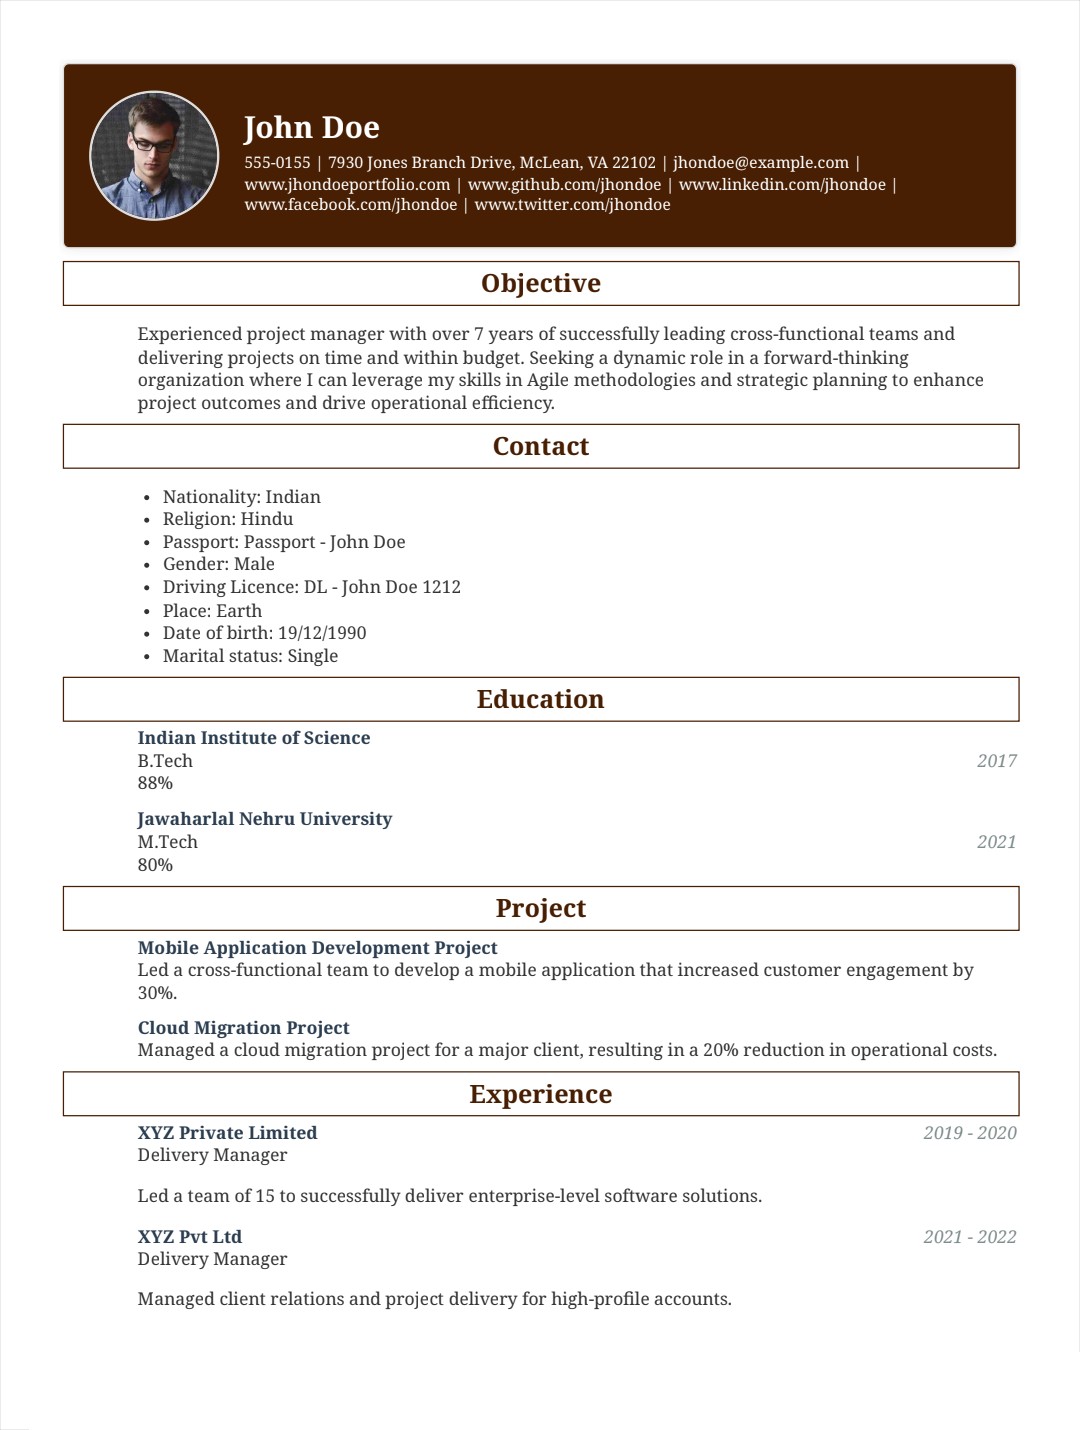 John Doe
555-0155 | 7930 Jones Branch Drive, McLean, VA 22102 | jhondoe@example.com |
www.jhondoeportfolio.com | www.github.com/jhondoe | www.linkedin.com/jhondoe |
www.facebook.com/jhondoe | www.twitter.com/jhondoe
Objective
Experienced project manager with over 7 years of successfully leading cross-functional teams and
delivering projects on time and within budget. Seeking a dynamic role in a forward-thinking
organization where I can leverage my skills in Agile methodologies and strategic planning to enhance
project outcomes and drive operational efficiency.
Contact
• Nationality: Indian
• Religion: Hindu
• Passport: Passport - John Doe
• Gender: Male
• Driving Licence: DL - John Doe 1212
• Place: Earth
• Date of birth: 19/12/1990
• Marital status: Single
Education
Indian Institute of Science
B.Tech 2017
88%
Jawaharlal Nehru University
M.Tech 2021
80%
Project
Mobile Application Development Project
Led a cross-functional team to develop a mobile application that increased customer engagement by
30%.
Cloud Migration Project
Managed a cloud migration project for a major client, resulting in a 20% reduction in operational costs.
Experience
XYZ Private Limited 2019 - 2020
Delivery Manager
Led a team of 15 to successfully deliver enterprise-level software solutions.
XYZ Pvt Ltd 2021 - 2022
Delivery Manager
Managed client relations and project delivery for high-profile accounts.